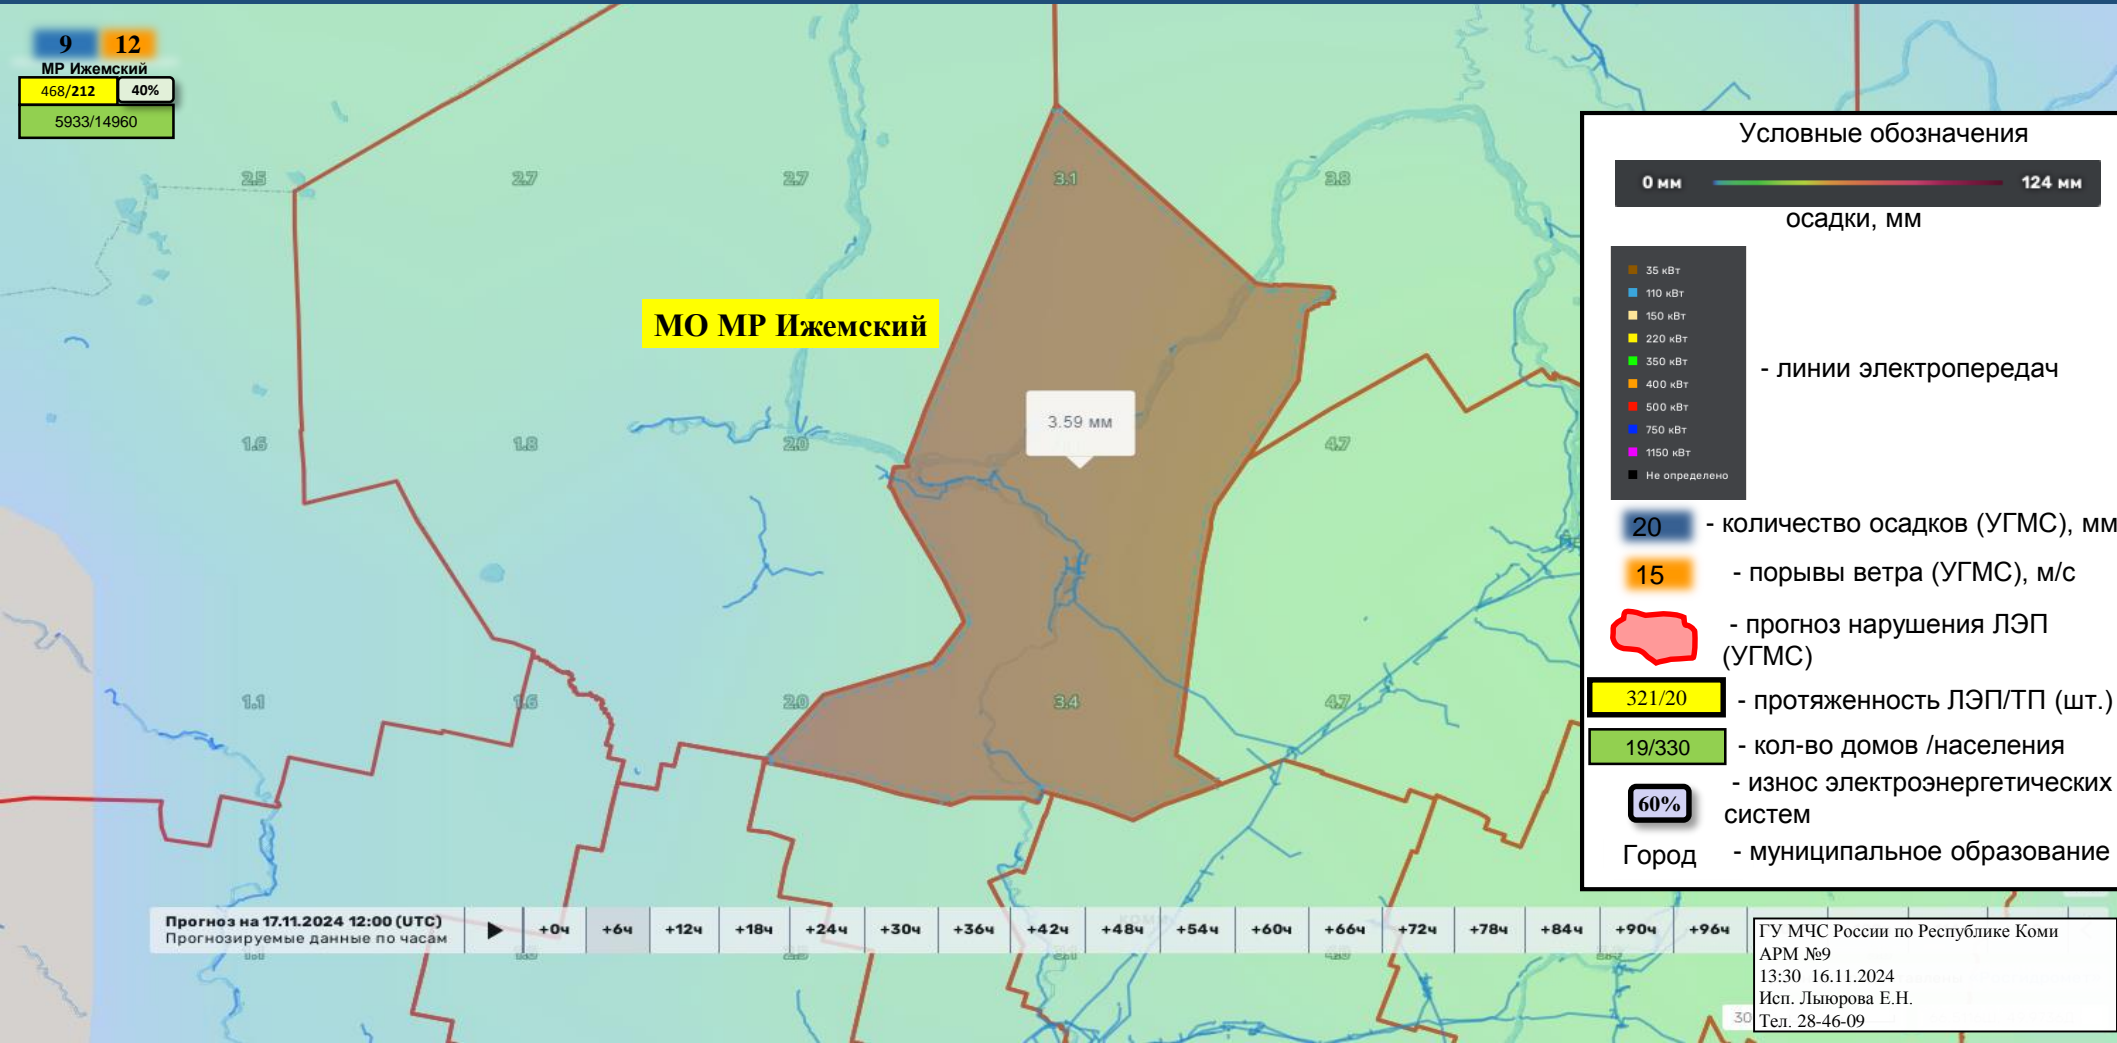 9 12
МР Ижемский
468/212 40%
5933/14960
2.5 2.7 2.7 3.1 3.8
МО МР Ижемский
3.59 мм
1.6 1.8 2.0 4.7
1.1 1.6 2.0 3.4 4.7
Условные обозначения
0 мм 124 мм
осадки, мм
35 кВт
110 кВт
150 кВт
220 кВт
350 кВт
400 кВт
500 кВт
750 кВт
1150 кВт
Не определено
- линии электропередач
20 - количество осадков (УГМС), мм
15 - порывы ветра (УГМС), м/с
- прогноз нарушения ЛЭП
(УГМС)
321/20 - протяженность ЛЭП/ТП (шт.)
19/330 - кол-во домов /населения
60% - износ электроэнергетических
систем
Город - муниципальное образование
Прогноз на 17.11.2024 12:00 (UTC)
Прогнозируемые данные по часам
+0ч +6ч +12ч +18ч +24ч +30ч +36ч +42ч +48ч +54ч +60ч +66ч +72ч +78ч +84ч +90ч +96ч
30
ГУ МЧС России по Республике Коми
АРМ №9
13:30 16.11.2024
Исп. Лыюрова Е.Н.
Тел. 28-46-09